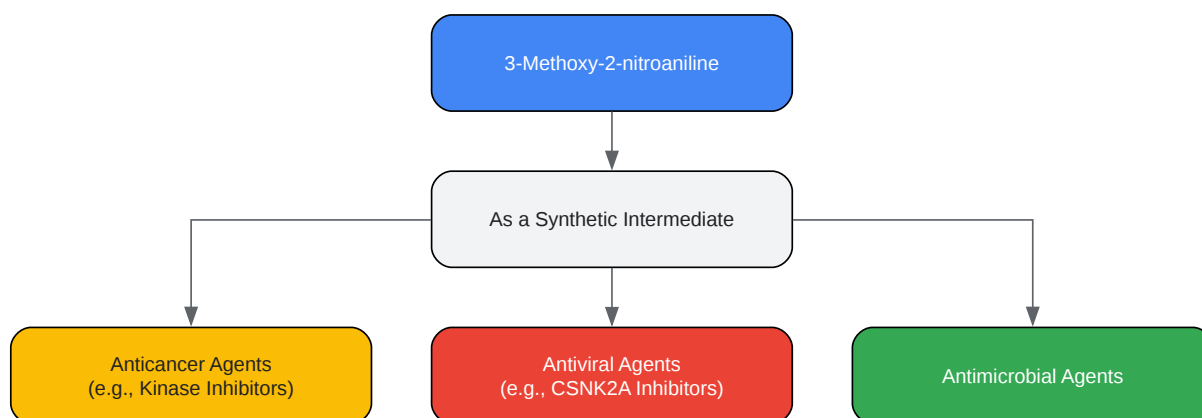 3-Methoxy-2-nitroaniline
As a Synthetic Intermediate
Anticancer Agents
(e.g., Kinase Inhibitors)
Antiviral Agents
(e.g., CSNK2A Inhibitors)
Antimicrobial Agents